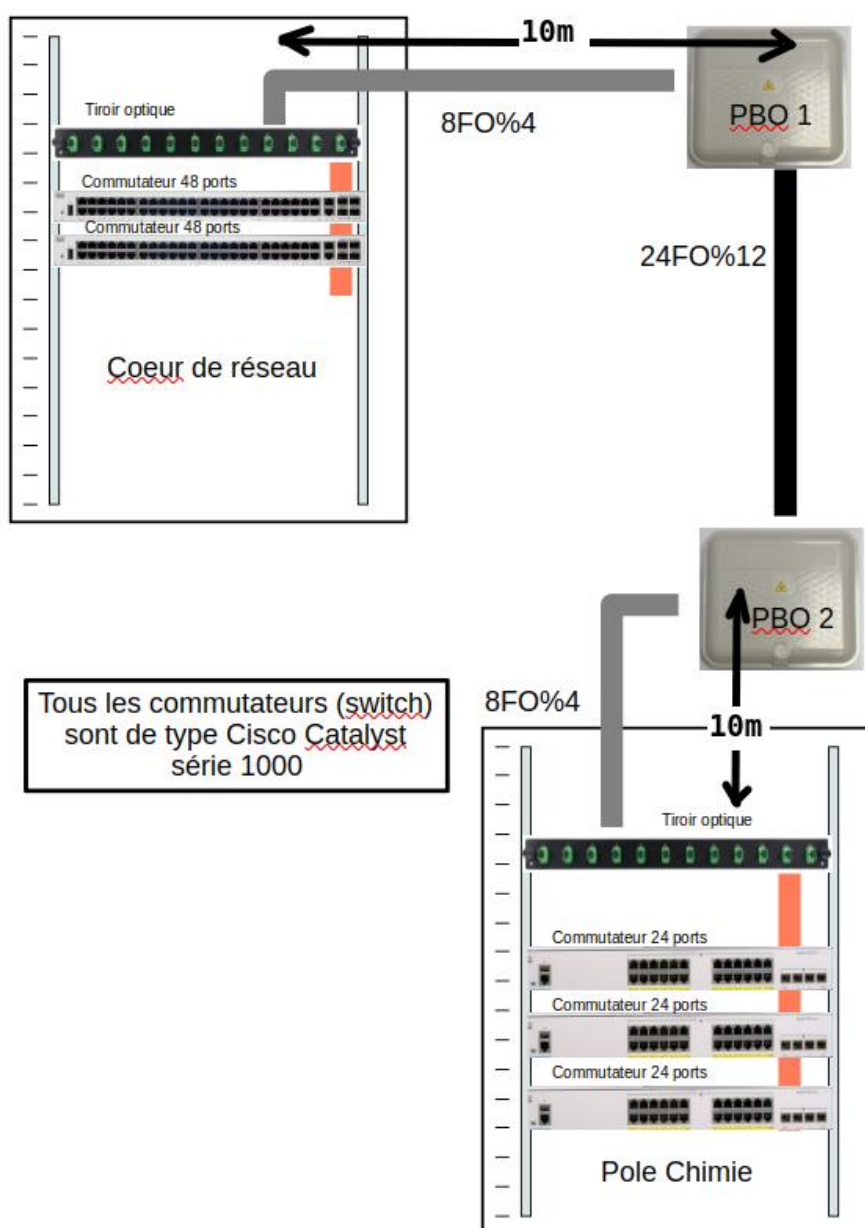 10m
Tiroir optique
8FO%4
PBO 1
Commutateur 48 ports
Commutateur 48 ports
24FO%12
Coeur de réseau
PBO 2
Tous les commutateurs (switch)
sont de type Cisco Catalyst
série 1000
8FO%4
10m
Tiroir optique
Commutateur 24 ports
Commutateur 24 ports
Commutateur 24 ports
Pole Chimie